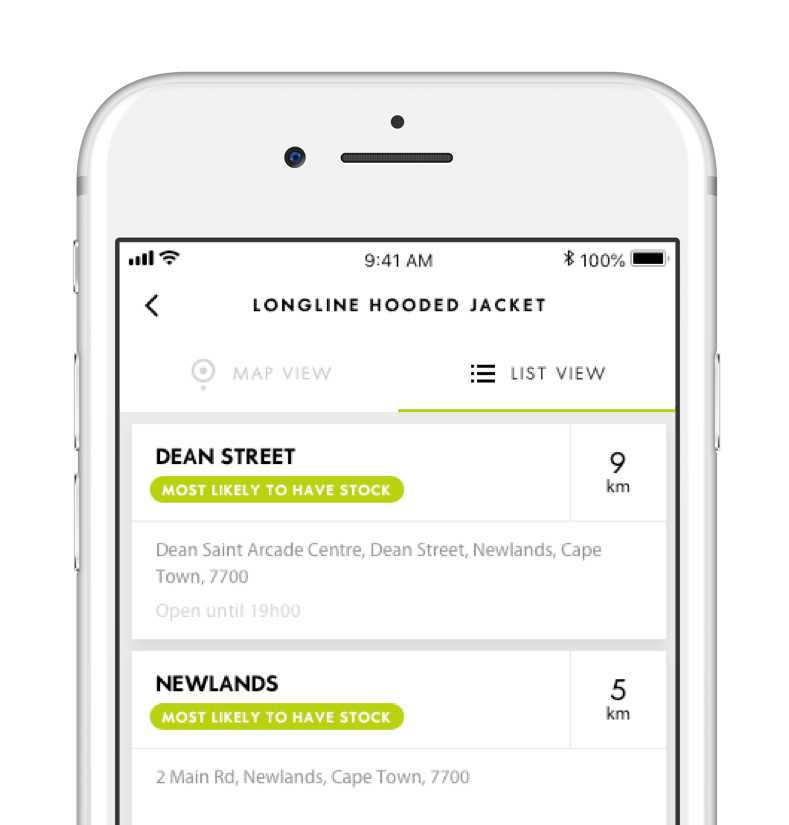 9:41 AM
100%
LONGLINE HOODED JACKET
MAP VIEW
LIST VIEW
DEAN STREET
MOST LIKELY TO HAVE STOCK
9
km
Dean Saint Arcade Centre, Dean Street, Newlands, Cape
Town, 7700
Open until 19h00
NEWLANDS
MOST LIKELY TO HAVE STOCK
5
km
2 Main Rd, Newlands, Cape Town, 7700